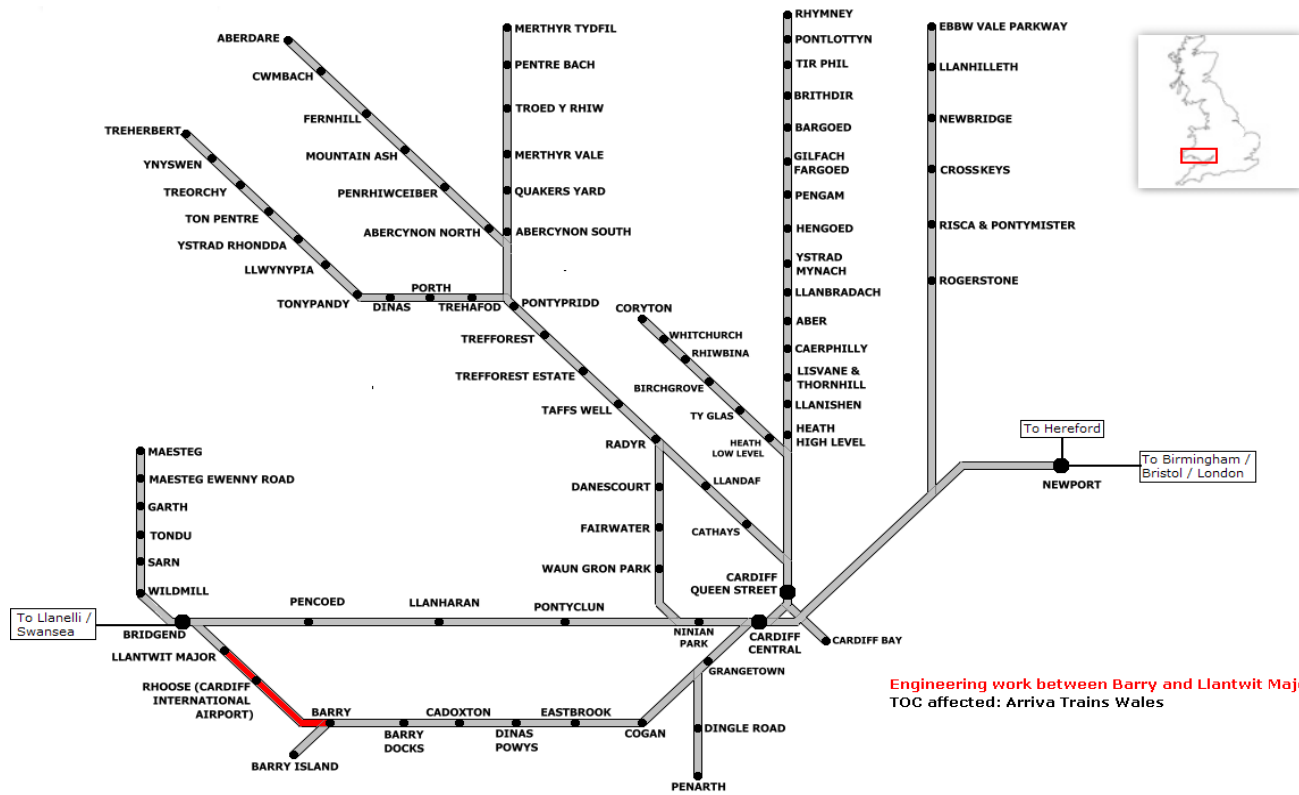 RHYMNEY
MERTHYR TYDFIL
EBBW VALE PARKWAY
ABERDARE
PONTLOTTYN
PENTRE BACH
TIR PHIL
LLANHILLETH
CWMBACH
BRITHDIR
TROED Y RHIW
FERNHILL
NEWBRIDGE
BARGOED
TREHERBERT
MOUNTAIN ASH
MERTHYR VALE
GILFACH
FARGOED
YNYSWEN
CROSSKEYS
TREORCHY
PENRHIWCEIBER
QUAKERS YARD
PENGAM
TON PENTRE
ABERCYNON NORTH
ABERCYNON SOUTH
HENGOED
RISCA & PONTYMISTER
YSTRAD RHONDDA
YSTRAD
MYNACH
LLWYNYPIA
ROGERSTONE
PORTH
LLANBRADACH
TONYPANDY
DINAS
TREHAFOD
PONTYPRIDD
CORYTON
ABER
TREFFOREST
WHITCHURCH
RHIWBINA
CAERPHILLY
TREFFOREST ESTATE
BIRCHGROVE
LISVANE &
THORNHILL
TAFFS WELL
TY GLAS
LLANISHEN
RADYR
HEATH
LOW LEVEL
HEATH
HIGH LEVEL
To Hereford
MAESTEG
To Birmingham /
Bristol / London
NEWPORT
MAESTEG EWENNY ROAD
DANESCOURT
LLANDAF
GARTH
FAIRWATER
CATHAYS
TONDU
SARN
WAUN GRON PARK
CARDIFF
QUEEN STREET
WILDMILL
To Llanelli /
Swansea
PENCOED
LLANHARAN
PONTYCLUN
BRIDGEND
NINIAN
PARK
CARDIFF
CENTRAL
CARDIFF BAY
LLANTWIT MAJOR
GRANGETOWN
RHOOSE (CARDIFF
INTERNATIONAL
AIRPORT)
Engineering work between Barry and Llantwit Maj
TOC affected: Arriva Trains Wales
BARRY
CADOXTON
EASTBROOK
BARRY
DOCKS
DINAS
POWYS
COGAN
DINGLE ROAD
BARRY ISLAND
PENARTH